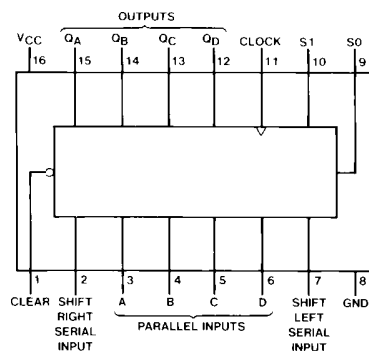 OUTPUTS
VCC QA QB QC QD CLOCK S1 S0
16 15 14 13 12 11 10 9
1 2 3 4 5 6 7 8
CLEAR SHIFT RIGHT SERIAL INPUT
A B C D
PARALLEL INPUTS
SHIFT LEFT SERIAL INPUT
GND